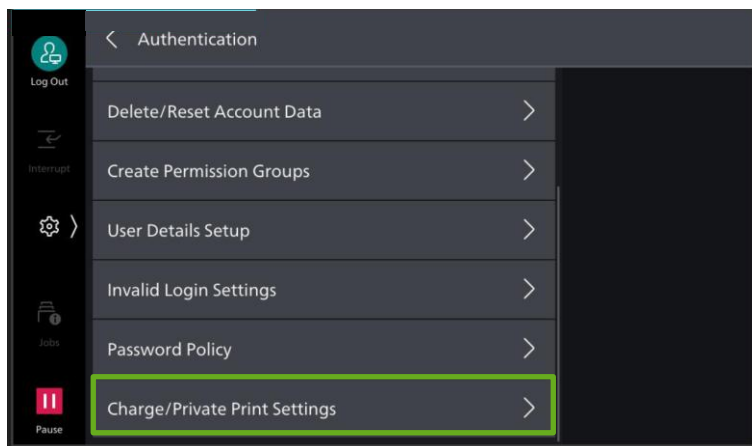 Authentication
Log Out
Delete/Reset Account Data
Interrupt
Create Permission Groups
User Details Setup
Invalid Login Settings
Jobs
Password Policy
Charge/Private Print Settings
Pause